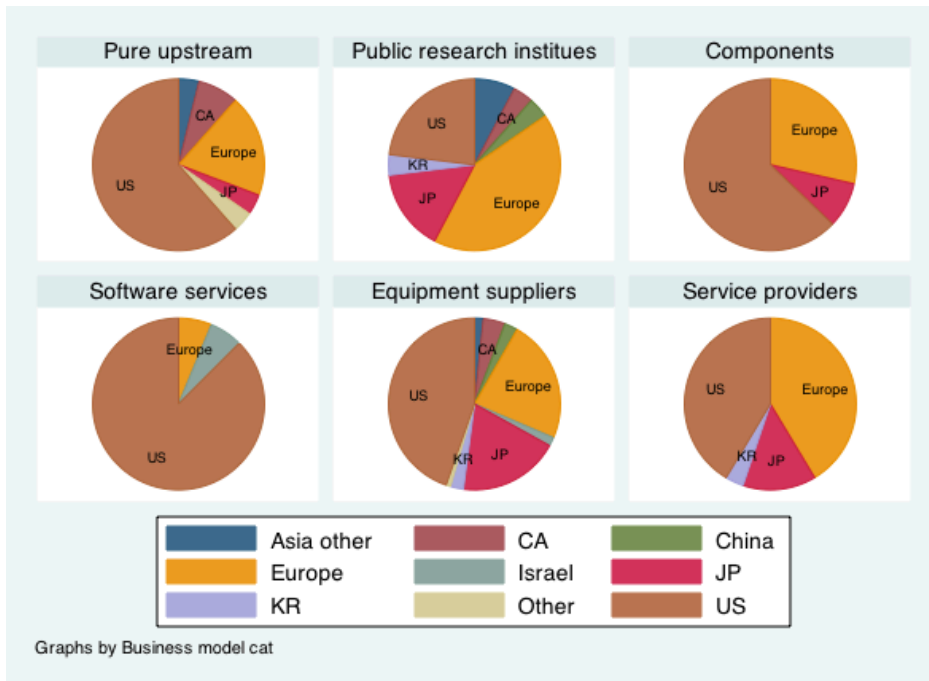 Pure upstream
US
CA
Europe
JP
Public research institues
US
CA
KR
JP
Europe
Components
Europe
US
JP
Software services
Europe
US
Equipment suppliers
CA
US
Europe
KR
JP
Service providers
US
Europe
KR
JP
Asia other CA China
Europe Israel JP
KR Other US
Graphs by Business model cat